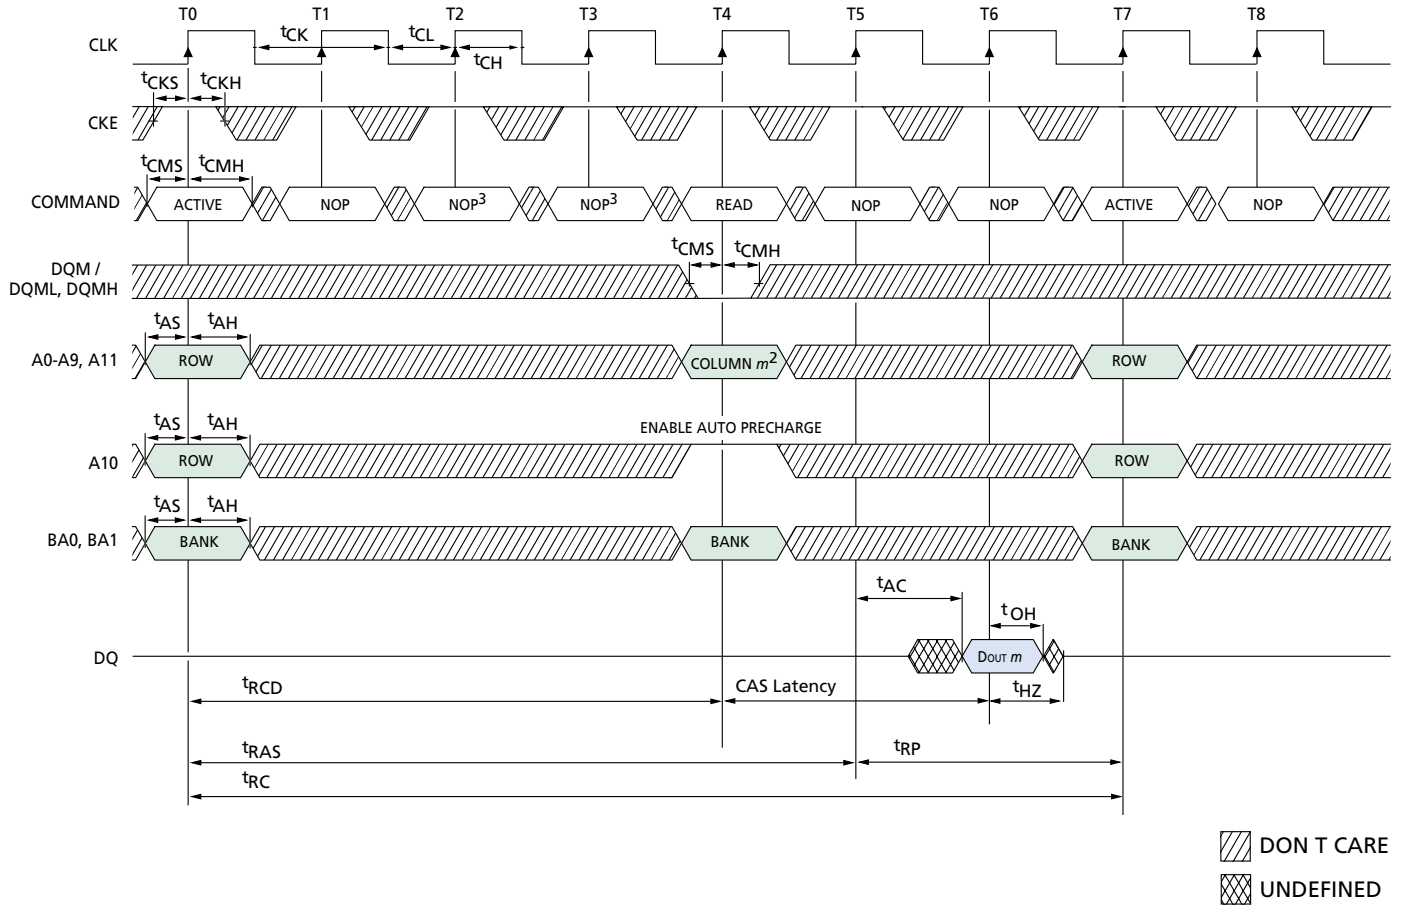 T0 T1 T2 T3 T4 T5 T6 T7 T8
CLK
tCK tCL
tCH
tCKS tCKH
CKE
tCMS tCMH
COMMAND ACTIVE NOP NOP3 NOP3 READ NOP NOP ACTIVE NOP
tCMS tCMH
DQM /
DQML, DQMH
tAS tAH
A0-A9, A11 ROW COLUMN m2 ROW
tAS tAH
ENABLE AUTO PRECHARGE
A10 ROW ROW
tAS tAH
BA0, BA1 BANK BANK BANK
tAC
tOH
DQ DOUT m
tRCD CAS Latency tHZ
tRAS tRP
tRC
DON T CARE
UNDEFINED